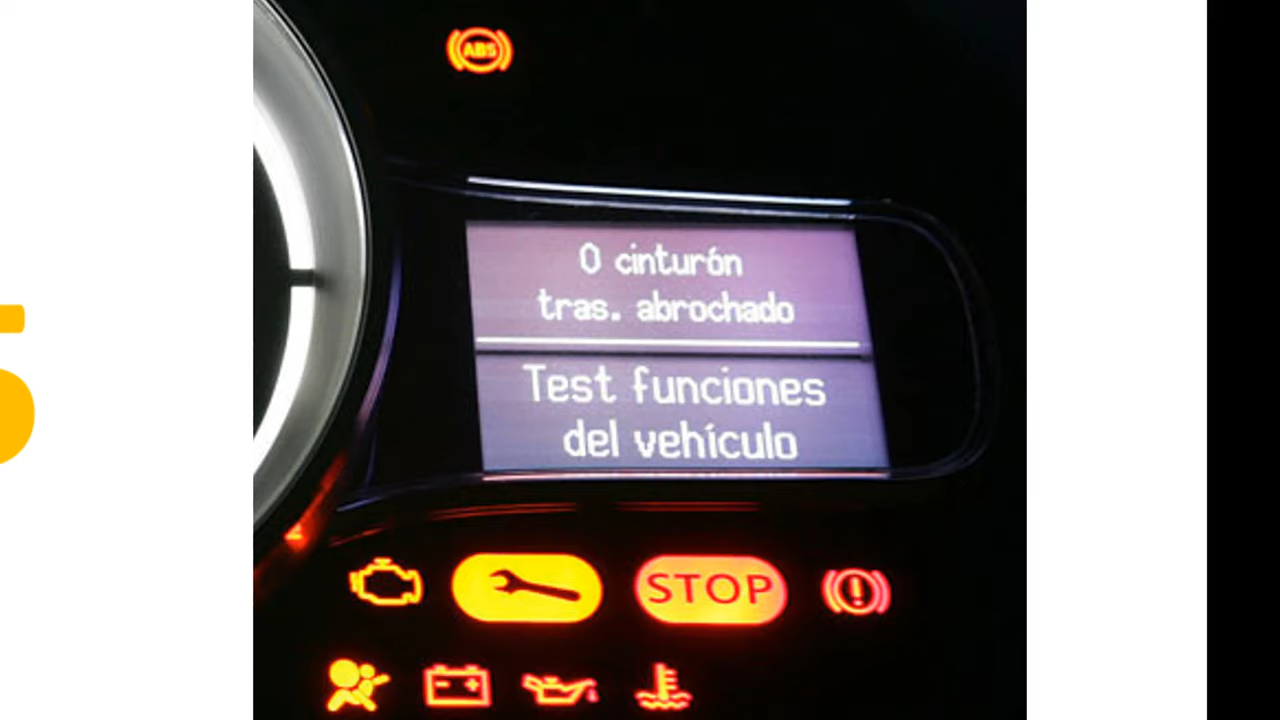 ABS
0 cinturón
tras. abrochado
Test funciones
del vehículo
STOP